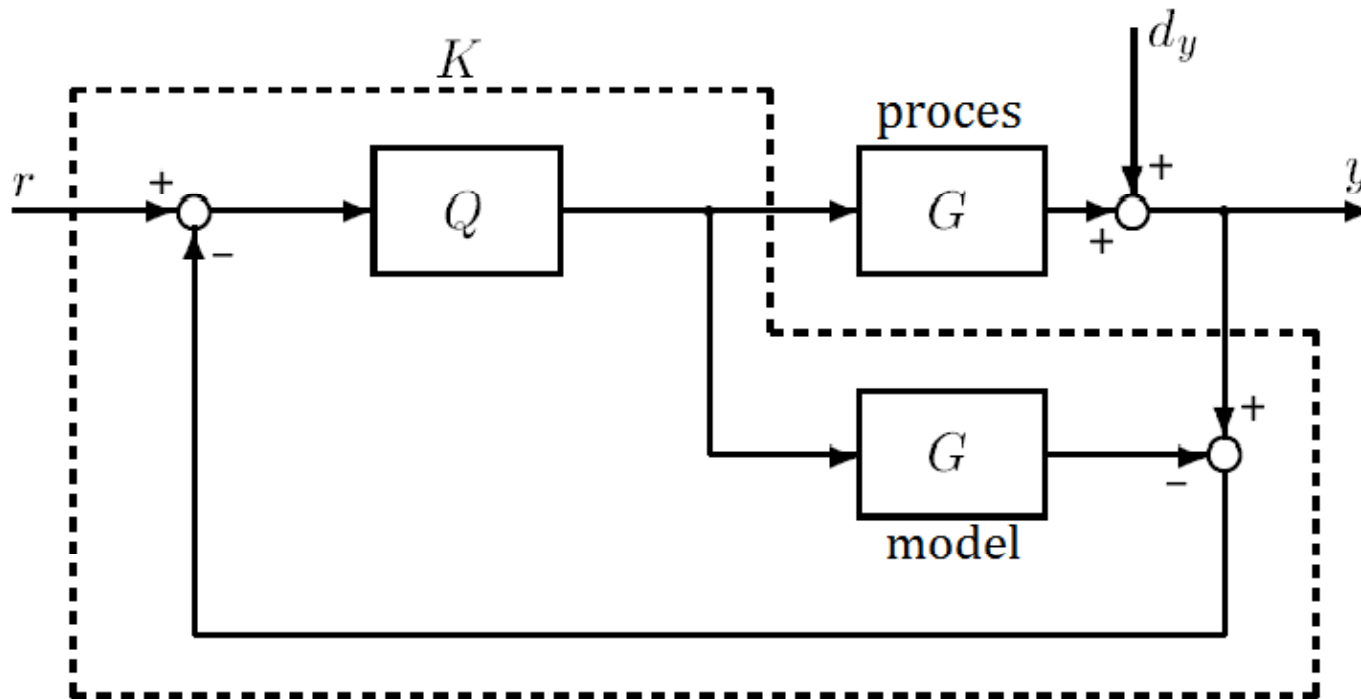 K
d_y
proces
r
+
Q
G
+
+
y
-
+
G
-
model